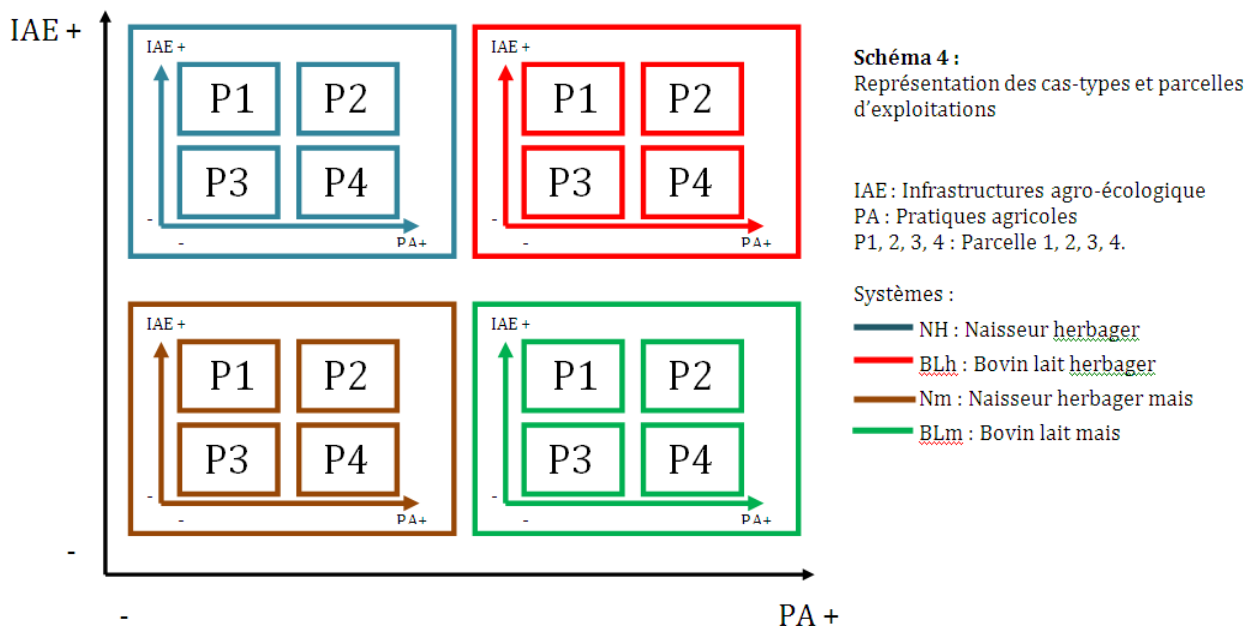 IAE +
IAE +
P1 P2
P3 P4
-
- PA+
IAE +
P1 P2
P3 P4
-
- PA+
IAE +
P1 P2
P3 P4
-
- PA+
IAE +
P1 P2
P3 P4
-
- PA+
-
- PA +
Schéma 4 :
Représentation des cas-types et parcelles
d'exploitations
IAE : Infrastructures agro-écologique
PA : Pratiques agricoles
P1, 2, 3, 4 : Parcelle 1, 2, 3, 4.
Systèmes :
NH : Naisseur herbager
BLh : Bovin lait herbager
Nm : Naisseur herbager mais
BLm : Bovin lait mais